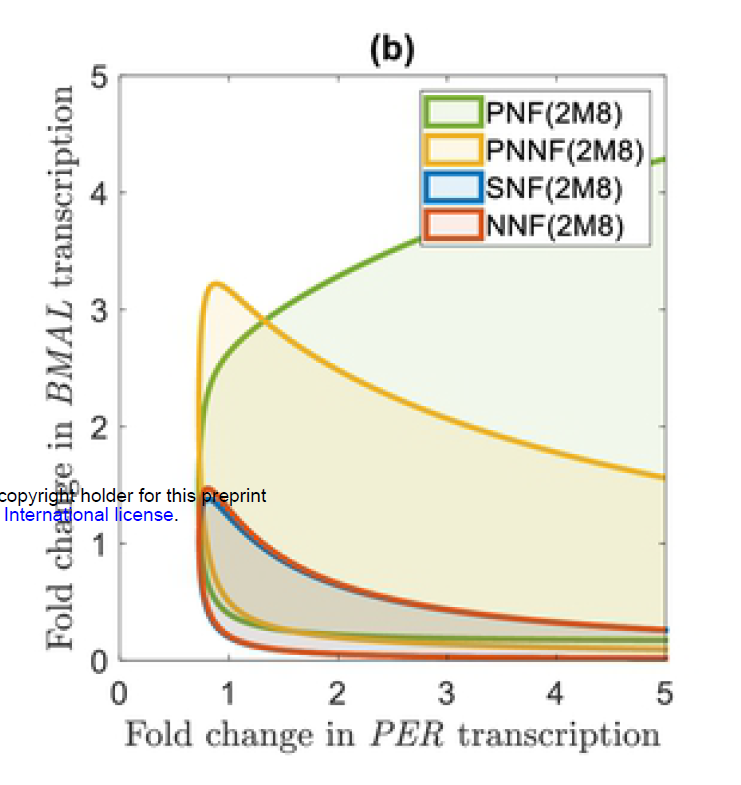 (b)
5
4
3
2
1
0
Fold change in BMAL transcription
PNF(2M8)
PNNF(2M8)
SNF(2M8)
NNF(2M8)
copyright holder for this preprint
International license.
0 1 2 3 4 5
Fold change in PER transcription